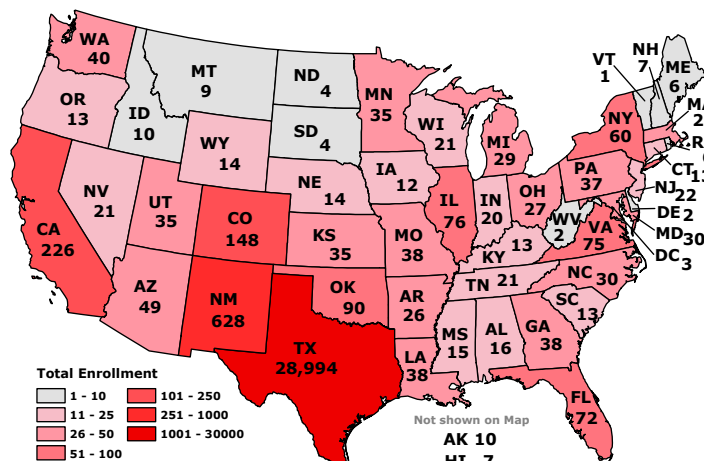 WA
40
MT
9
ND
4
MN
35
VT
1
NH
7
ME
6
OR
13
ID
10
SD
4
WI
21
MI
29
NY
60
WY
14
IA
12
NE
14
PA
37
CT
13
NJ
22
NV
21
UT
35
CO
148
IL
76
IN
20
OH
27
WV
2
VA
75
DE 2
MD 30
DC 3
CA
226
KS
35
MO
38
KY
13
AZ
49
NM
628
OK
90
AR
26
TN 21
NC 30
SC
13
TX
28,994
LA
38
MS
15
AL
16
GA
38
FL
72
Total Enrollment
1 - 10
11 - 25
26 - 50
51 - 100
101 - 250
251 - 1000
1001 - 30000
Not shown on Map
AK 10
HI 7